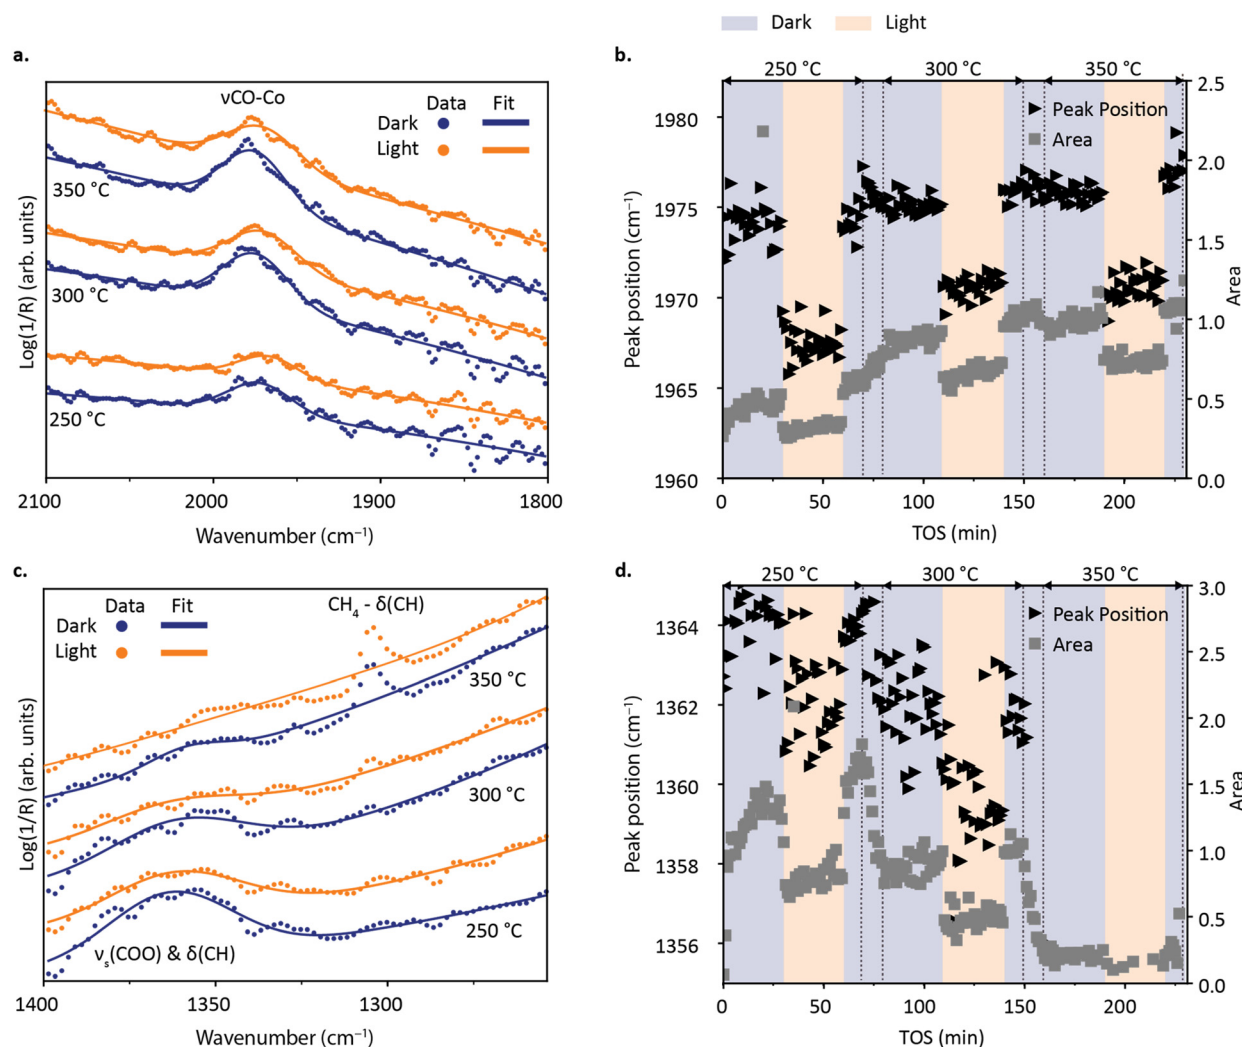 Dark Light
a.
νCO-Co
Data Fit
Dark
Light
350 °C
300 °C
250 °C
Log(1/R) (arb. units)
2100 2000 1900 1800
Wavenumber (cm⁻¹)
b.
250 °C 300 °C 350 °C
Peak Position
Area
1980
1975
1970
1965
1960
Peak position (cm⁻¹)
2.5
2.0
1.5
1.0
0.5
0.0
Area
0 50 100 150 200
TOS (min)
c.
Data Fit
Dark
Light
CH₄ - δ(CH)
350 °C
300 °C
250 °C
νₛ(COO) & δ(CH)
Log(1/R) (arb. units)
1400 1350 1300
Wavenumber (cm⁻¹)
d.
250 °C 300 °C 350 °C
Peak Position
Area
1364
1362
1360
1358
1356
Peak position (cm⁻¹)
3.0
2.5
2.0
1.5
1.0
0.5
0.0
Area
0 50 100 150 200
TOS (min)